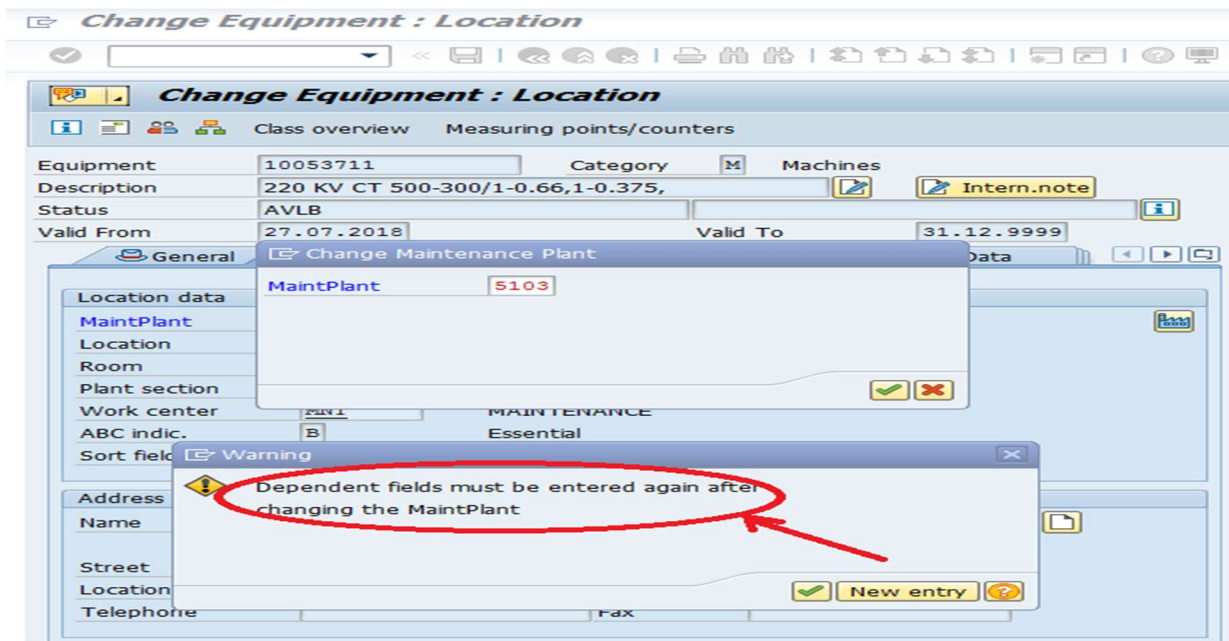 Change Equipment : Location
Change Equipment : Location
Class overview Measuring points/counters
Equipment 10053711 Category M Machines
Description 220 KV CT 500-300/1-0.66,1-0.375, Intern.note
Status AVLB
Valid From 27.07.2018 Valid To 31.12.9999
General Data
Change Maintenance Plant
MaintPlant 5103
Location data
MaintPlant
Location
Room
Plant section
Work center MNT MAINTENANCE
ABC indic. B Essential
Sort field
Warning
Dependent fields must be entered again after
changing the MaintPlant
Address
Name
Street
Location
New entry
Telephone Fax